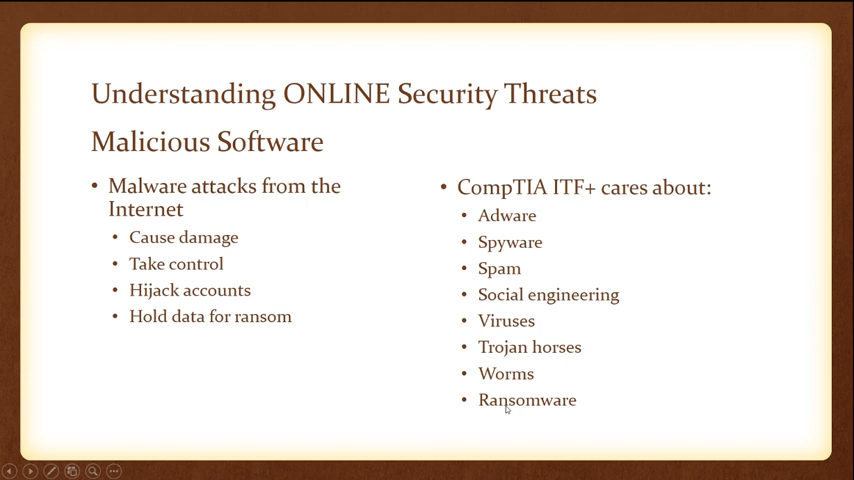 Understanding ONLINE Security Threats
Malicious Software
• Malware attacks from the
Internet
• Cause damage
• Take control
• Hijack accounts
• Hold data for ransom
• CompTIA ITF+ cares about:
• Adware
• Spyware
• Spam
• Social engineering
• Viruses
• Trojan horses
• Worms
• Ransomware